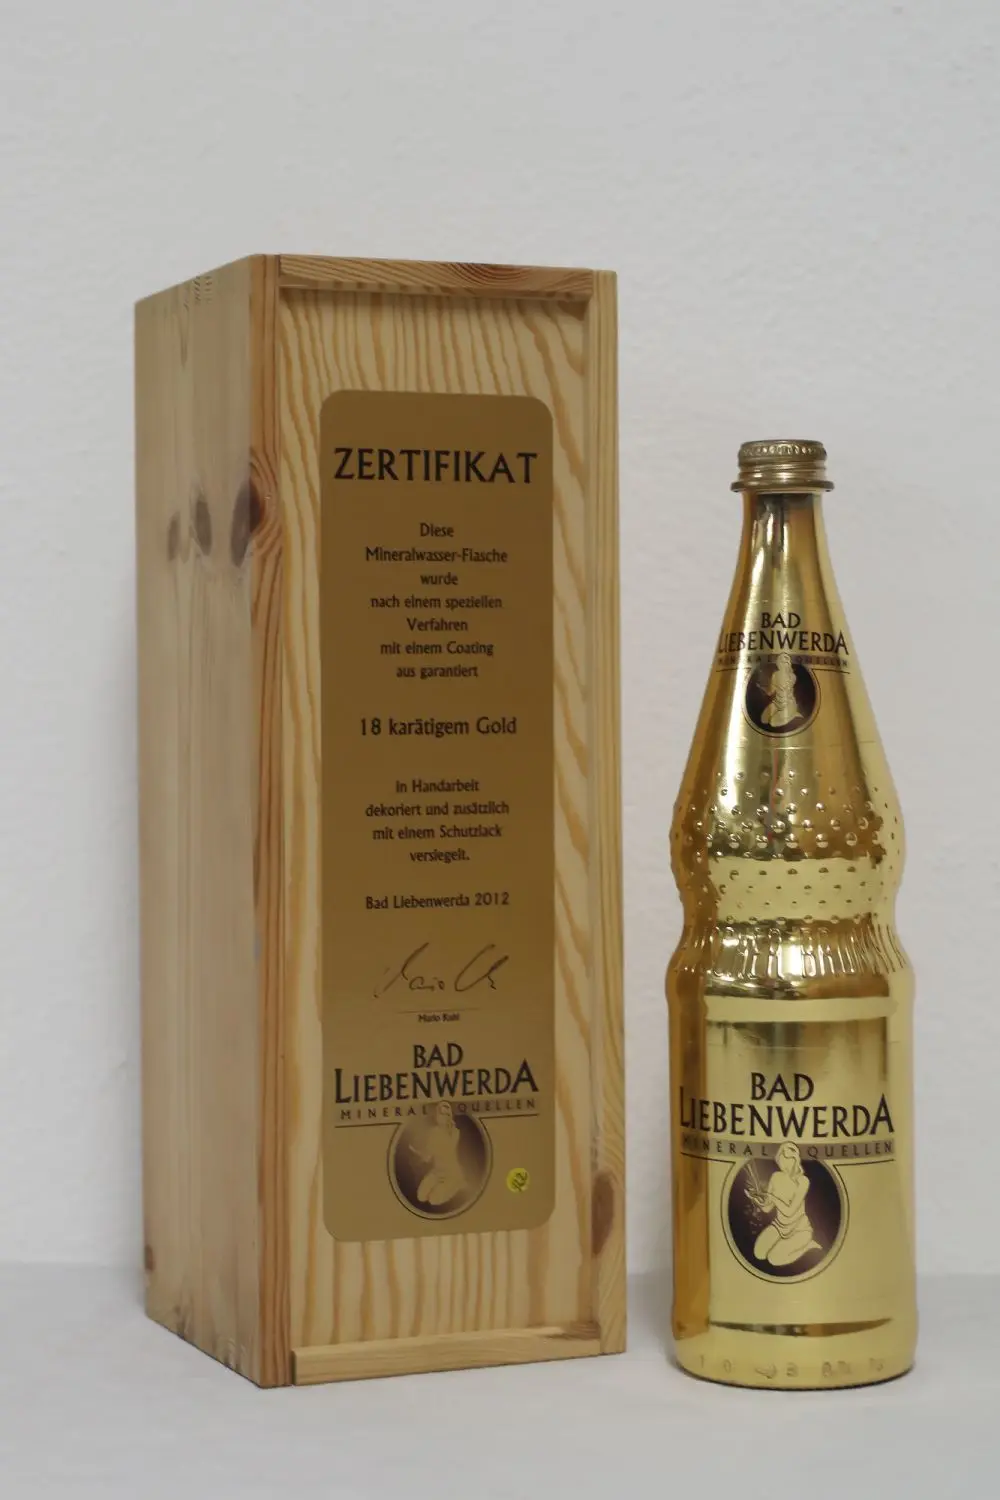 ZERTIFIKAT
Diese
Mineralwasser-Flasche
wurde
nach einem speziellen
Verfahren
mit einem Coating
aus garantiert
18 karätigem Gold
in Handarbeit
dekoriert und zusätzlich
mit einem Schutzlack
versiegelt.
Bad Liebenwerda 2012
BAD
LIEBENWERDA
MINERAL QUELLEN
BAD
LIEBENWERDA
MINERAL QUELLEN
BAD
LIEBENWERDA
MINERAL QUELLEN